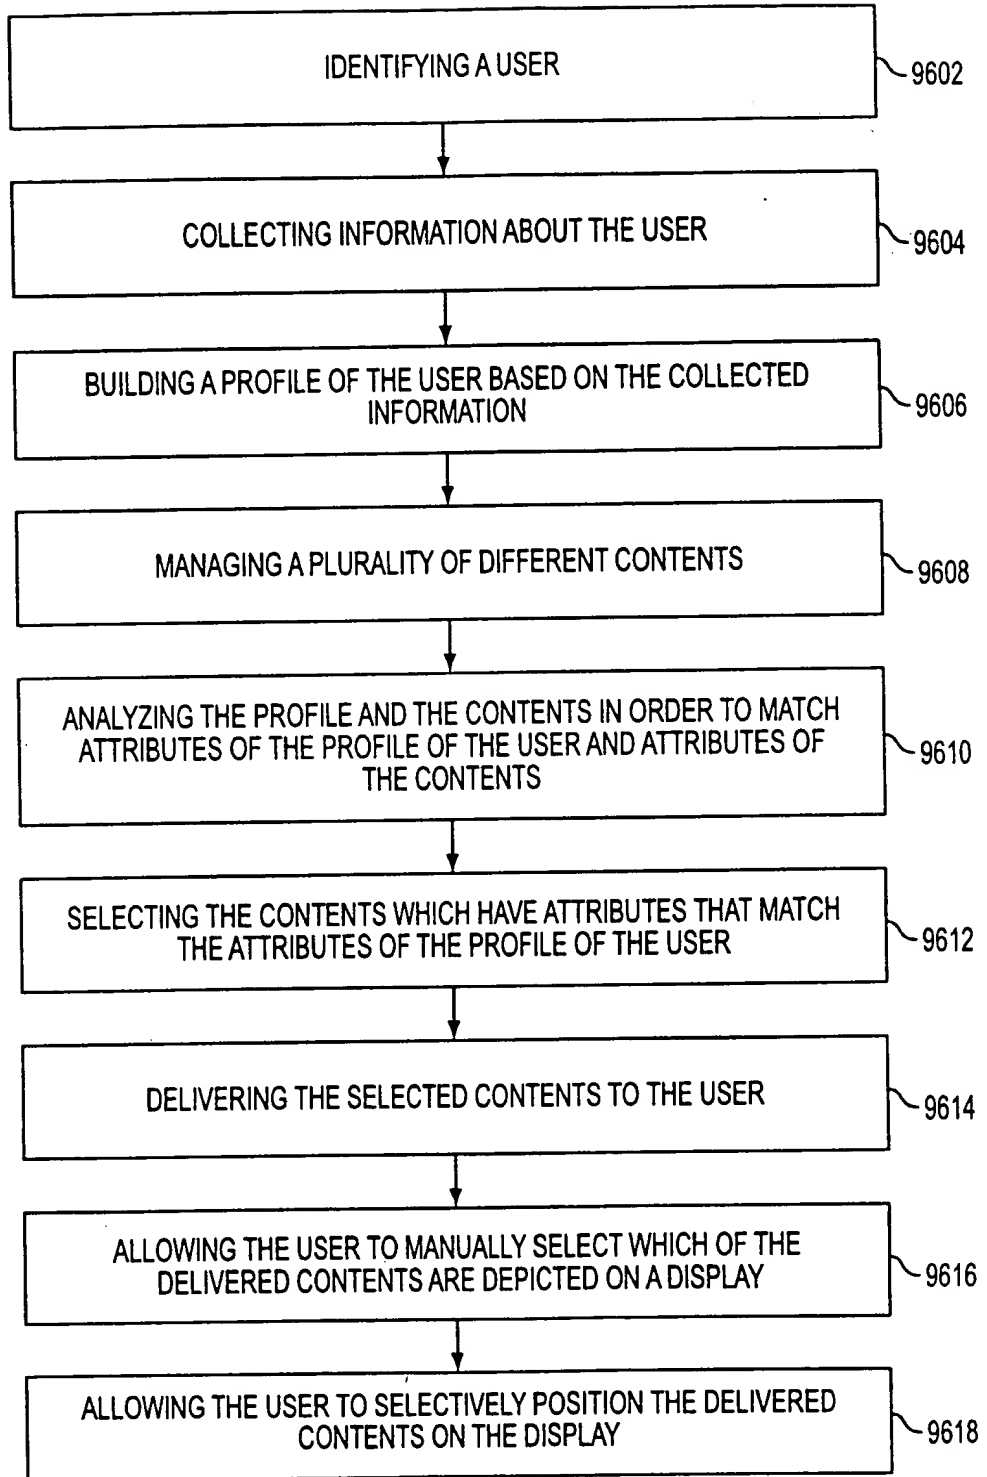 IDENTIFYING A USER
9602
COLLECTING INFORMATION ABOUT THE USER
9604
BUILDING A PROFILE OF THE USER BASED ON THE COLLECTED
INFORMATION
9606
MANAGING A PLURALITY OF DIFFERENT CONTENTS
9608
ANALYZING THE PROFILE AND THE CONTENTS IN ORDER TO MATCH
ATTRIBUTES OF THE PROFILE OF THE USER AND ATTRIBUTES OF
THE CONTENTS
9610
SELECTING THE CONTENTS WHICH HAVE ATTRIBUTES THAT MATCH
THE ATTRIBUTES OF THE PROFILE OF THE USER
9612
DELIVERING THE SELECTED CONTENTS TO THE USER
9614
ALLOWING THE USER TO MANUALLY SELECT WHICH OF THE
DELIVERED CONTENTS ARE DEPICTED ON A DISPLAY
9616
ALLOWING THE USER TO SELECTIVELY POSITION THE DELIVERED
CONTENTS ON THE DISPLAY
9618